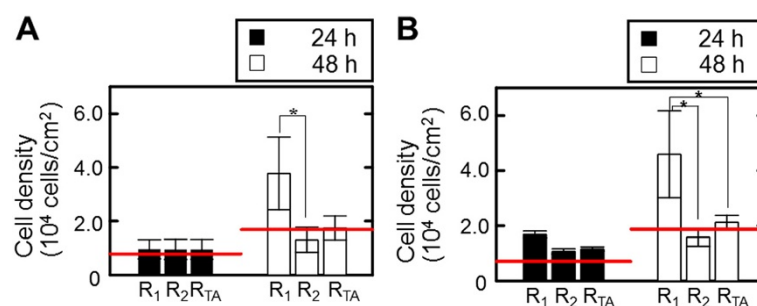 A
24 h
48 h
Cell density
(10⁴ cells/cm²)
6.0
4.0
2.0
0
*
R₁ R₂ R_TA
R₁ R₂ R_TA
B
24 h
48 h
Cell density
(10⁴ cells/cm²)
6.0
4.0
2.0
0
*
*
R₁ R₂ R_TA
R₁ R₂ R_TA